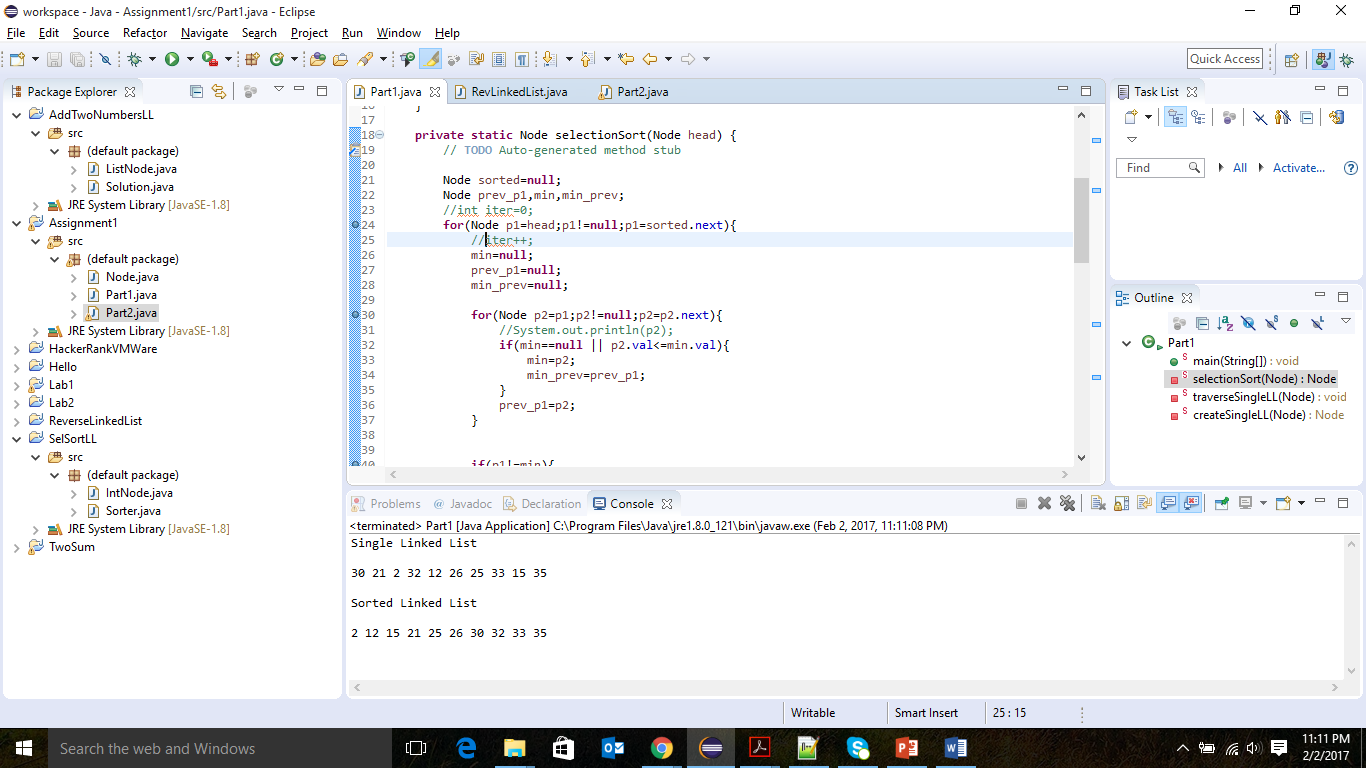 workspace - Java - Assignment1/src/Part1.java - Eclipse
File Edit Source Refactor Navigate Search Project Run Window Help
Quick Access
Package Explorer
AddTwoNumbersLL
src
(default package)
ListNode.java
Solution.java
JRE System Library [JavaSE-1.8]
Assignment1
src
(default package)
Node.java
Part1.java
Part2.java
JRE System Library [JavaSE-1.8]
HackerRankVMWare
Hello
Lab1
Lab2
ReverseLinkedList
SelSortLL
src
(default package)
IntNode.java
Sorter.java
JRE System Library [JavaSE-1.8]
TwoSum
Part1.java RevLinkedList.java Part2.java
16 }
17
18 private static Node selectionSort(Node head) {
19 // TODO Auto-generated method stub
20
21 Node sorted=null;
22 Node prev_p1,min,min_prev;
23 //int iter=0;
24 for(Node p1=head;p1!=null;p1=sorted.next){
25 //iter++;
26 min=null;
27 prev_p1=null;
28 min_prev=null;
29
30 for(Node p2=p1;p2!=null;p2=p2.next){
31 //System.out.println(p2);
32 if(min==null || p2.val<=min.val){
33 min=p2;
34 min_prev=prev_p1;
35 }
36 prev_p1=p2;
37 }
38
39
40 if(p1!=min){
Task List
Find All Activate...
Outline
Part1
main(String[]) : void
selectionSort(Node) : Node
traverseSingleLL(Node) : void
createSingleLL(Node) : Node
Problems @ Javadoc Declaration Console
<terminated> Part1 [Java Application] C:\Program Files\Java\jre1.8.0_121\bin\javaw.exe (Feb 2, 2017, 11:11:08 PM)
Single Linked List
30 21 2 32 12 26 25 33 15 35
Sorted Linked List
2 12 15 21 25 26 30 32 33 35
Writable Smart Insert 25 : 15
Search the web and Windows
11:11 PM
2/2/2017